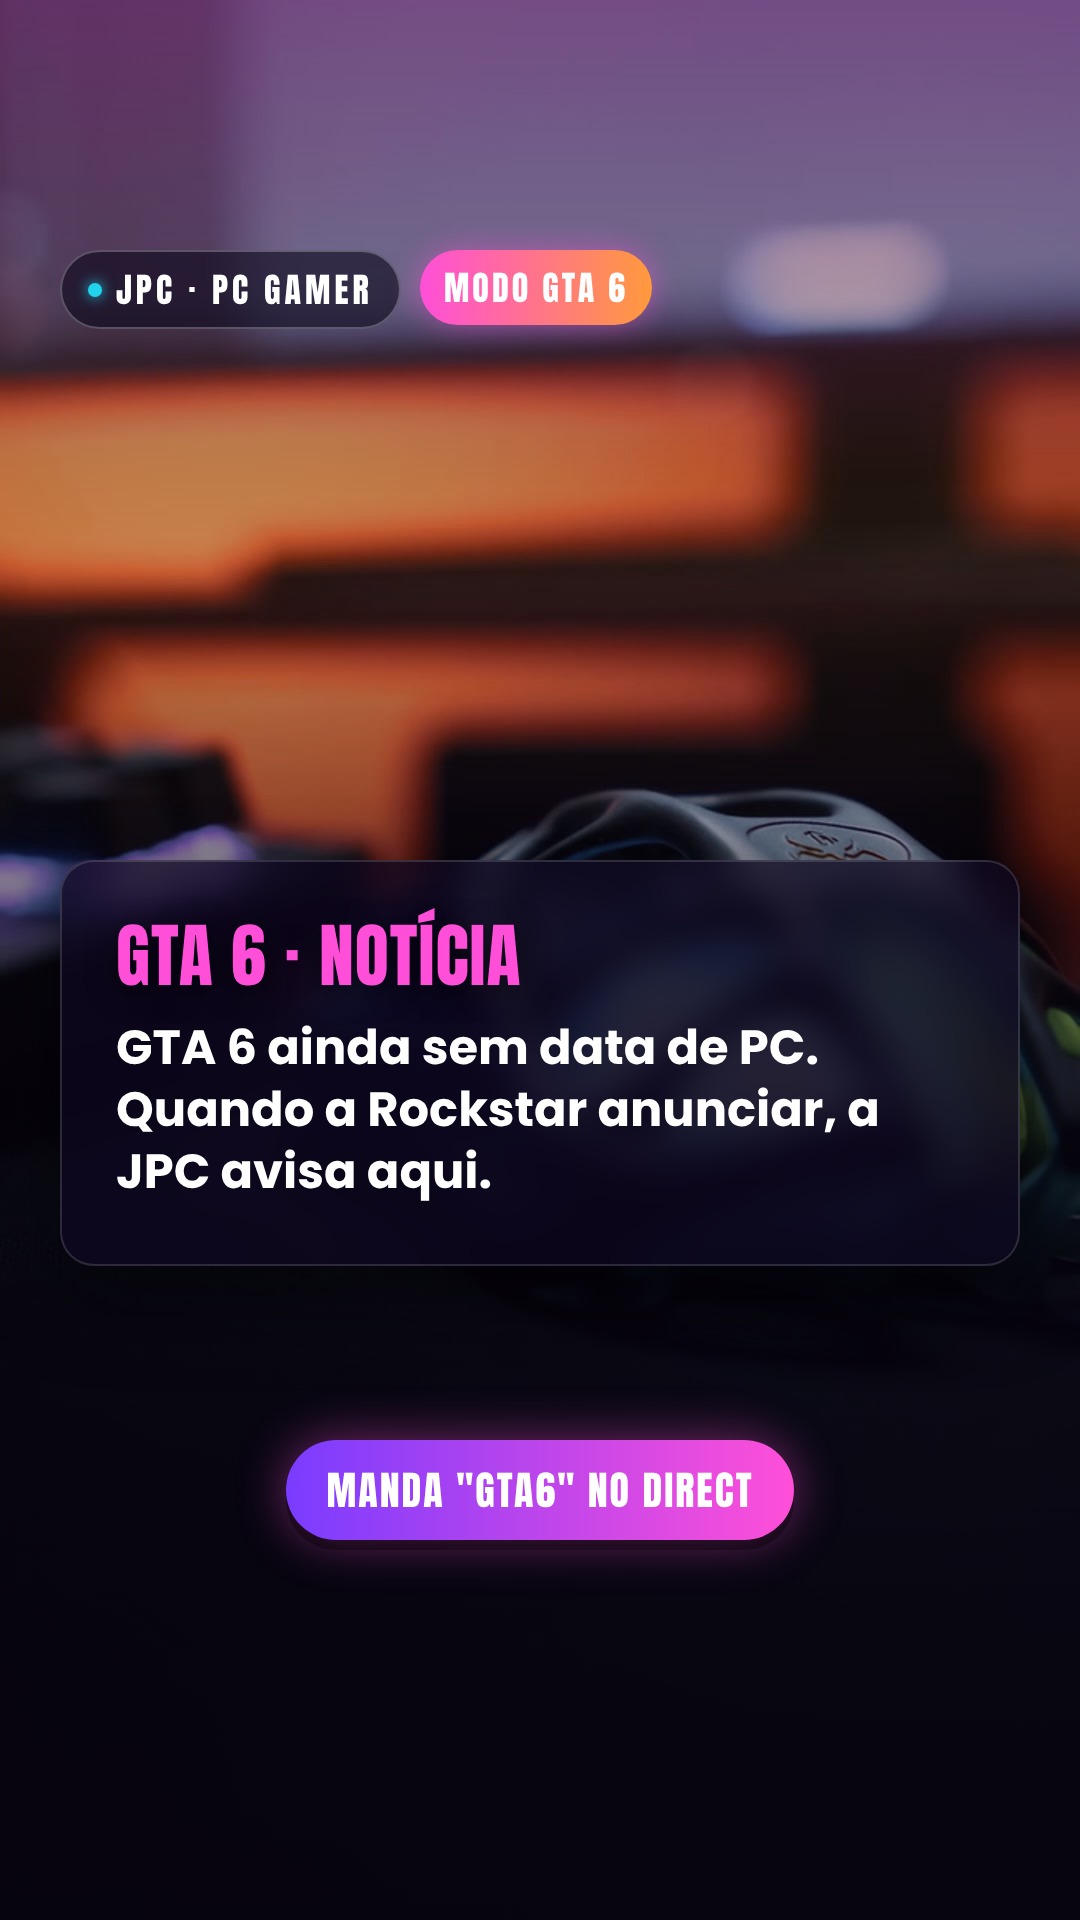 JPC · PC GAMER
MODO GTA 6
GTA 6 · NOTÍCIA
GTA 6 ainda sem data de PC.
Quando a Rockstar anunciar, a
JPC avisa aqui.
MANDA "GTA6" NO DIRECT